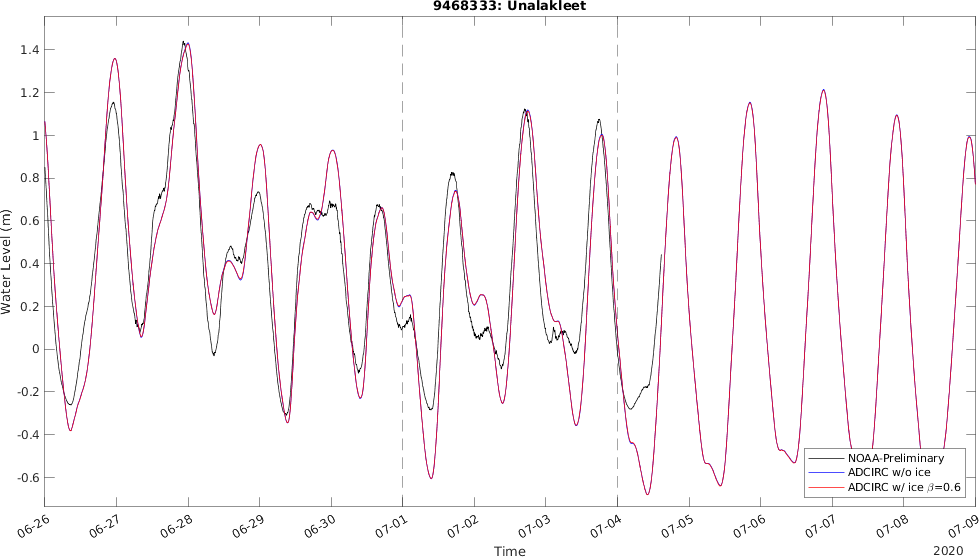 9468333: Unalakleet
Water Level (m)
1.4
1.2
1
0.8
0.6
0.4
0.2
0
-0.2
-0.4
-0.6
NOAA-Preliminary
ADCIRC w/o ice
ADCIRC w/ ice β=0.6
06-26 06-27 06-28 06-29 06-30 07-01 07-02 07-03 07-04 07-05 07-06 07-07 07-08 07-09
Time
2020